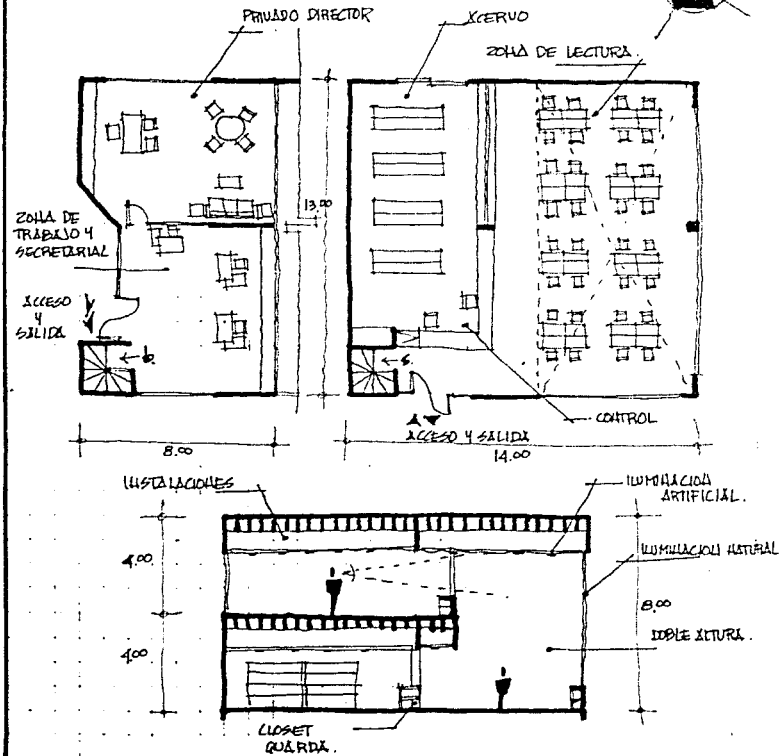 PRIVADO DIRECTOR
ACERVO
ZONA DE LECTURA.
13.00
ZONA DE
TRABAJO Y
SECRETARIAL
ACCESO
Y
SALIDA
b.
s.
CONTROL
ACCESO Y SALIDA
8.00
14.00
INSTALACIONES
ILUMINACION
ARTIFICIAL.
ILUMINACION NATURAL
4.00
8.00
DOBLE ALTURA.
4.00
CLOSET
GUARDA.